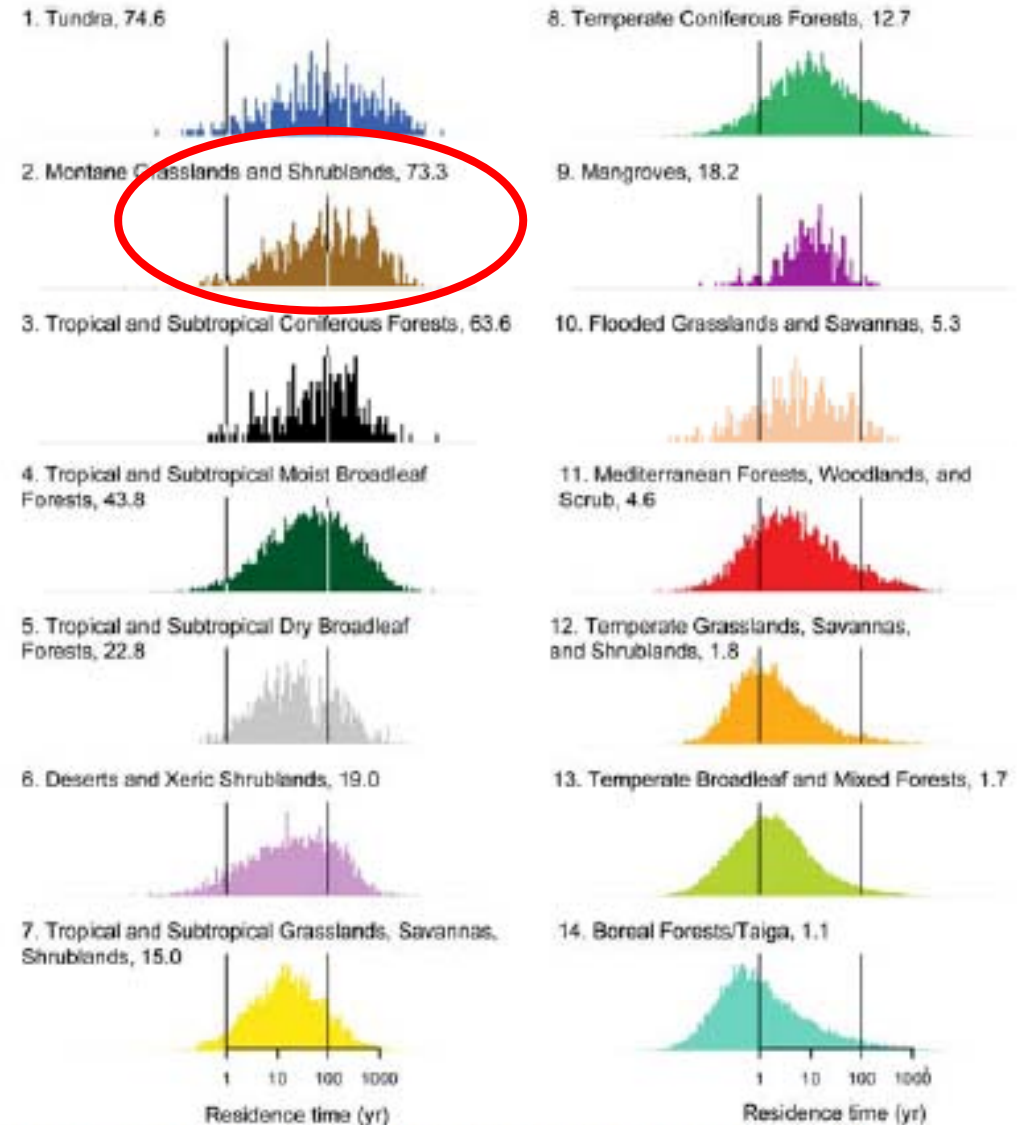 1. Tundra, 74.6
2. Montane Grasslands and Shrublands, 73.3
3. Tropical and Subtropical Coniferous Forests, 63.6
4. Tropical and Subtropical Moist Broadleaf
Forests, 43.8
5. Tropical and Subtropical Dry Broadleaf
Forests, 22.8
6. Deserts and Xeric Shrublands, 19.0
7. Tropical and Subtropical Grasslands, Savannas,
Shrublands, 15.0
1 10 100 1000
Residence time (yr)
8. Temperate Coniferous Forests, 12.7
9. Mangroves, 18.2
10. Flooded Grasslands and Savannas, 5.3
11. Mediterranean Forests, Woodlands, and
Scrub, 4.6
12. Temperate Grasslands, Savannas,
and Shrublands, 1.8
13. Temperate Broadleaf and Mixed Forests, 1.7
14. Boreal Forests/Taiga, 1.1
1 10 100 1000
Residence time (yr)